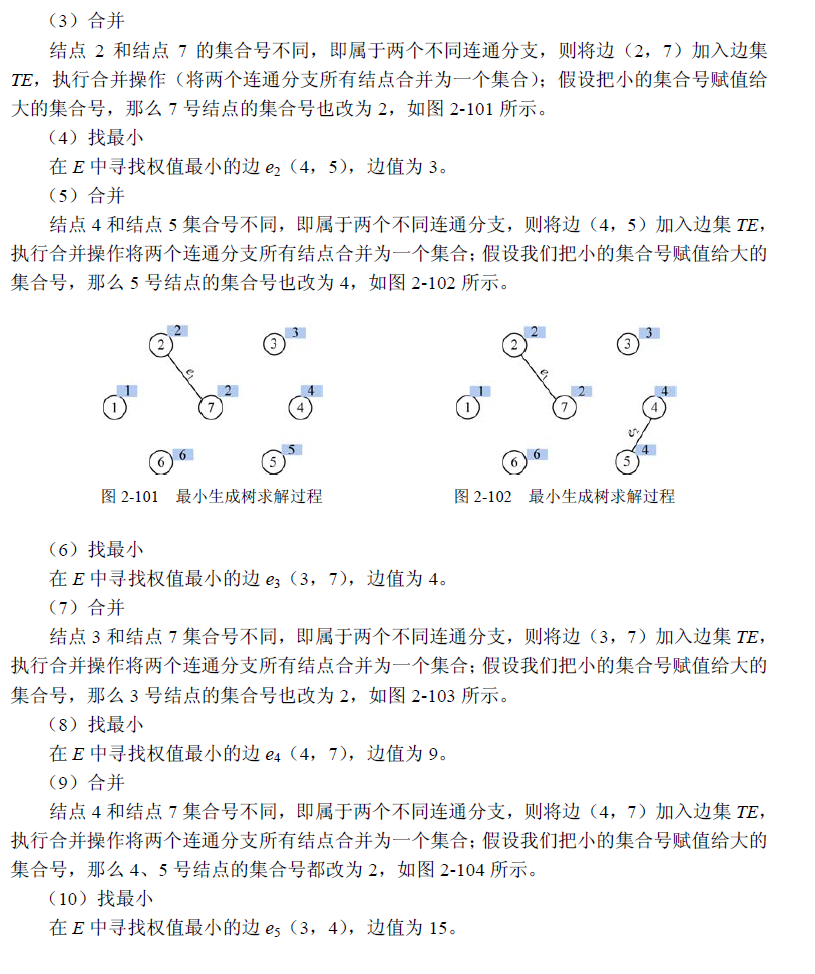 （3）合并
结点 2 和结点 7 的集合号不同，即属于两个不同连通分支，则将边（2，7）加入边集
TE，执行合并操作（将两个连通分支所有结点合并为一个集合）；假设把小的集合号赋值给
大的集合号，那么 7 号结点的集合号也改为 2，如图 2-101 所示。
（4）找最小
在 E 中寻找权值最小的边 e2（4，5），边值为 3。
（5）合并
结点 4 和结点 5 集合号不同，即属于两个不同连通分支，则将边（4，5）加入边集 TE，
执行合并操作将两个连通分支所有结点合并为一个集合；假设我们把小的集合号赋值给大的
集合号，那么 5 号结点的集合号也改为 4，如图 2-102 所示。
2 3 2 3
2 3 2 3
e1 e1
1 2 4 1 2 4
1 7 4 1 7 4
6 5 e2 6 4
6 5 6 5
图 2-101 最小生成树求解过程 图 2-102 最小生成树求解过程
（6）找最小
在 E 中寻找权值最小的边 e3（3，7），边值为 4。
（7）合并
结点 3 和结点 7 集合号不同，即属于两个不同连通分支，则将边（3，7）加入边集 TE，
执行合并操作将两个连通分支所有结点合并为一个集合；假设我们把小的集合号赋值给大的
集合号，那么 3 号结点的集合号也改为 2，如图 2-103 所示。
（8）找最小
在 E 中寻找权值最小的边 e4（4，7），边值为 9。
（9）合并
结点 4 和结点 7 集合号不同，即属于两个不同连通分支，则将边（4，7）加入边集 TE，
执行合并操作将两个连通分支所有结点合并为一个集合；假设我们把小的集合号赋值给大的
集合号，那么 4、5 号结点的集合号都改为 2，如图 2-104 所示。
（10）找最小
在 E 中寻找权值最小的边 e5（3，4），边值为 15。